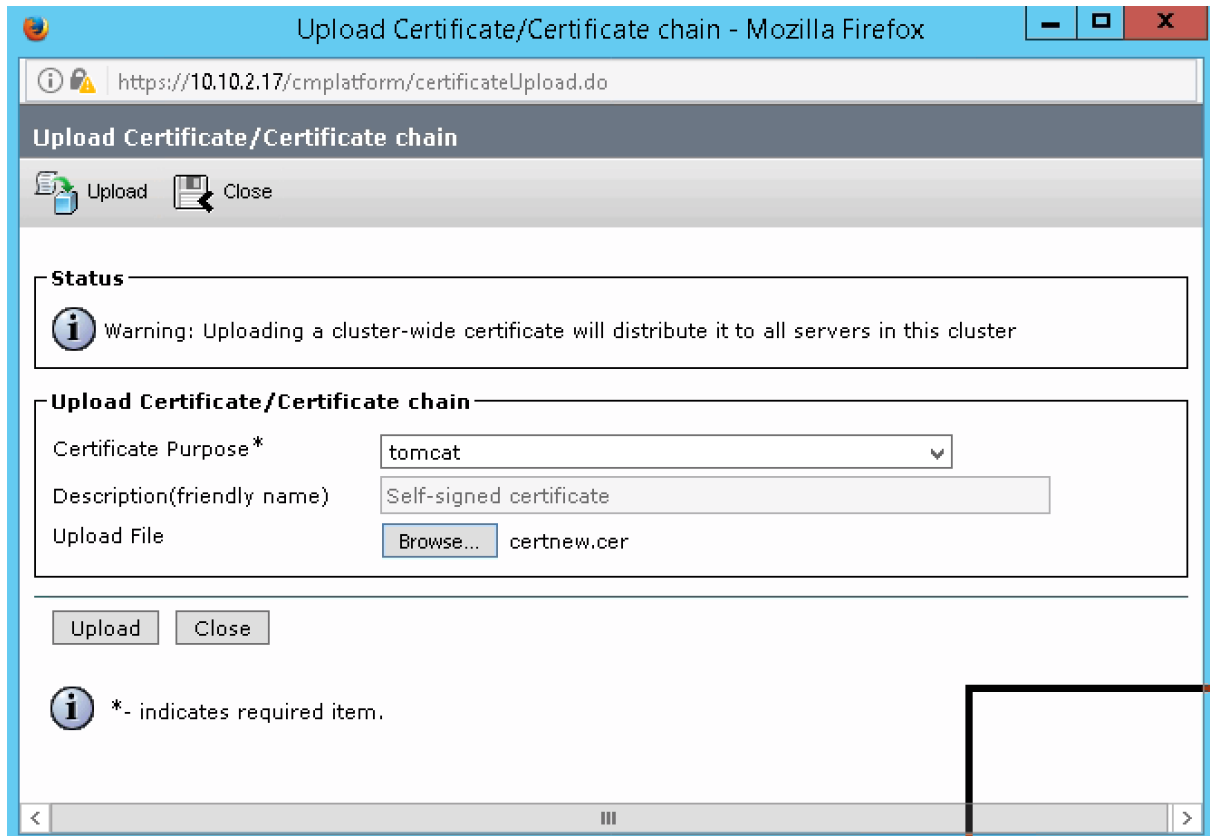 Upload Certificate/Certificate chain - Mozilla Firefox
https://10.10.2.17/cmplatform/certificateUpload.do
Upload Certificate/Certificate chain
Upload Close
Status
Warning: Uploading a cluster-wide certificate will distribute it to all servers in this cluster
Upload Certificate/Certificate chain
Certificate Purpose* tomcat
Description(friendly name) Self-signed certificate
Upload File Browse... certnew.cer
Upload Close
*- indicates required item.